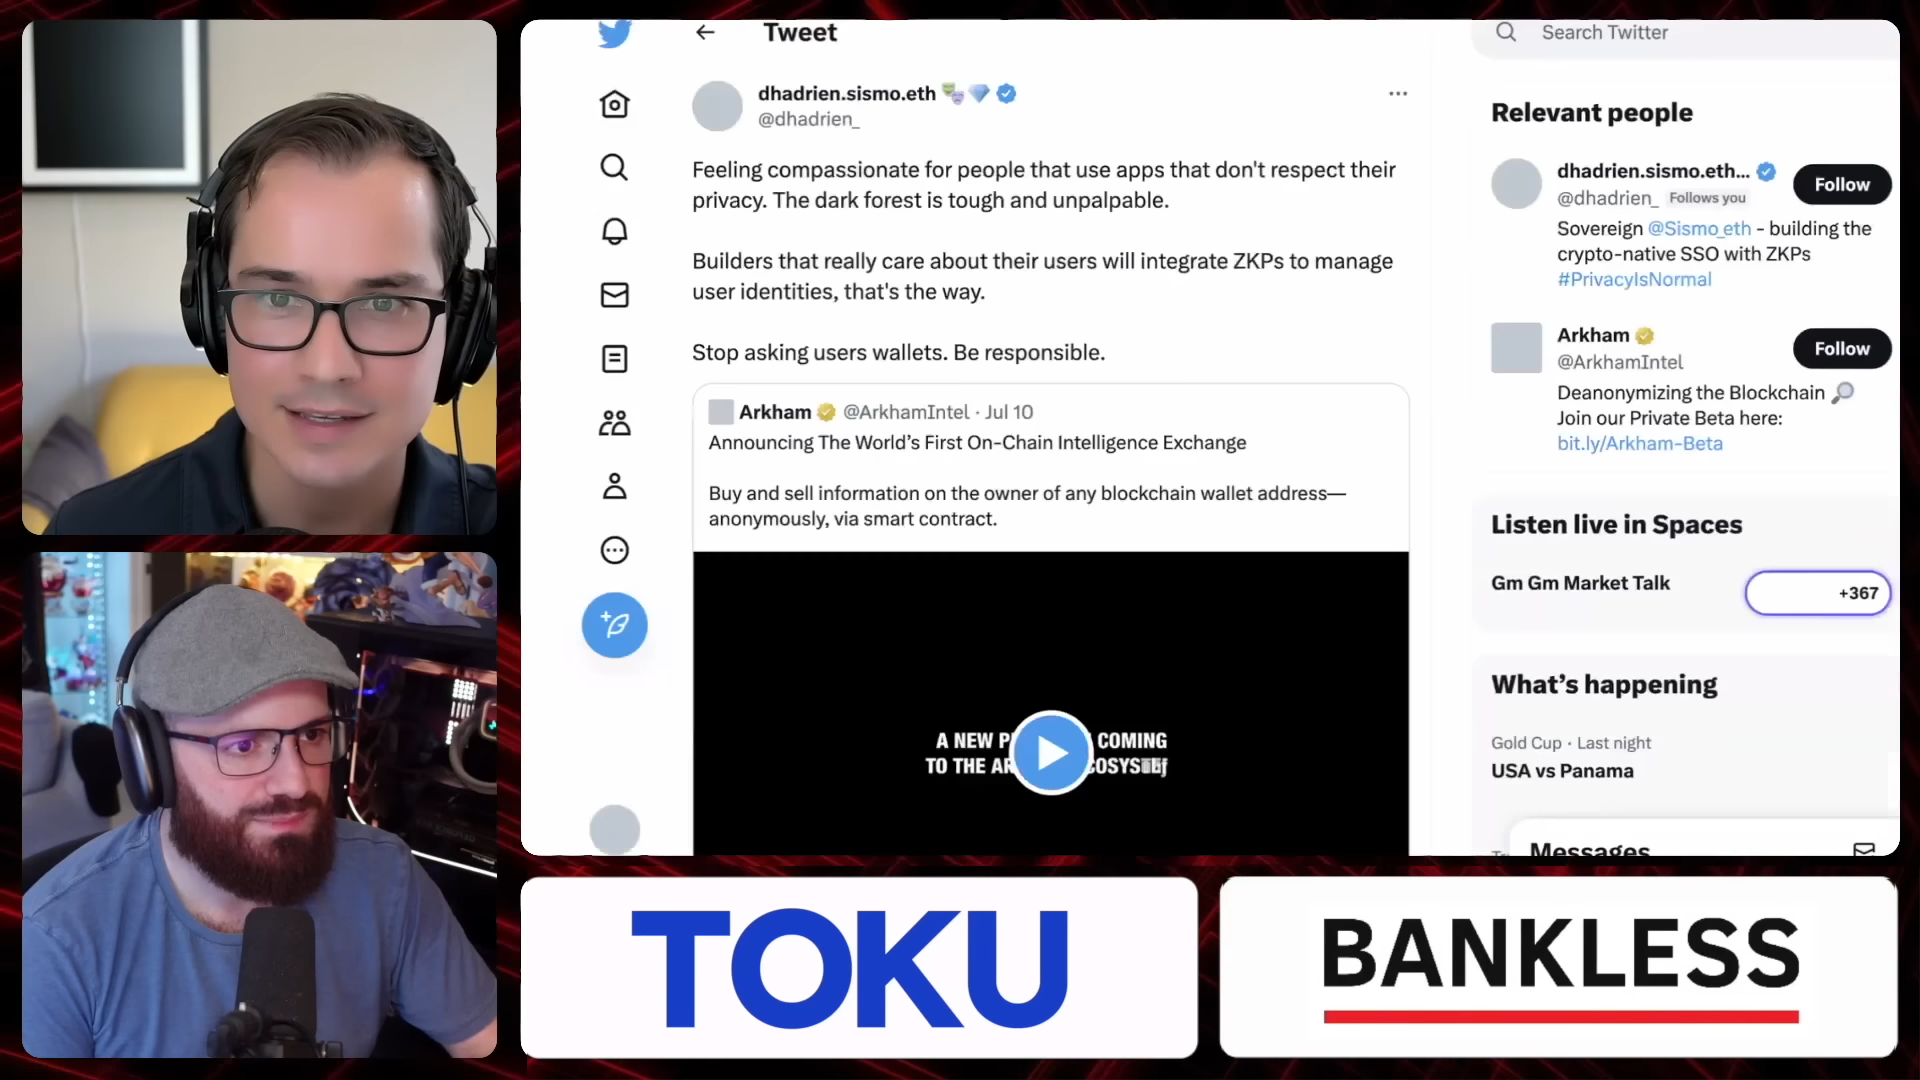 Tweet
dhadrien.sismo.eth
@dhadrien_
Feeling compassionate for people that use apps that don't respect their
privacy. The dark forest is tough and unpalpable.
Builders that really care about their users will integrate ZKPs to manage
user identities, that's the way.
Stop asking users wallets. Be responsible.
Arkham @ArkhamIntel · Jul 10
Announcing The World’s First On-Chain Intelligence Exchange
Buy and sell information on the owner of any blockchain wallet address—
anonymously, via smart contract.
A NEW COMING
TO THE
Search Twitter
Relevant people
dhadrien.sismo.eth...
Follow
@dhadrien_ Follows you
Sovereign @Sismo_eth - building the
crypto-native SSO with ZKPs
#PrivacyIsNormal
Arkham
Follow
@ArkhamIntel
Deanonymizing the Blockchain 🔎
Join our Private Beta here:
bit.ly/Arkham-Beta
Listen live in Spaces
Gm Gm Market Talk
+367
What’s happening
Gold Cup · Last night
USA vs Panama
Messages
TOKU
BANKLESS